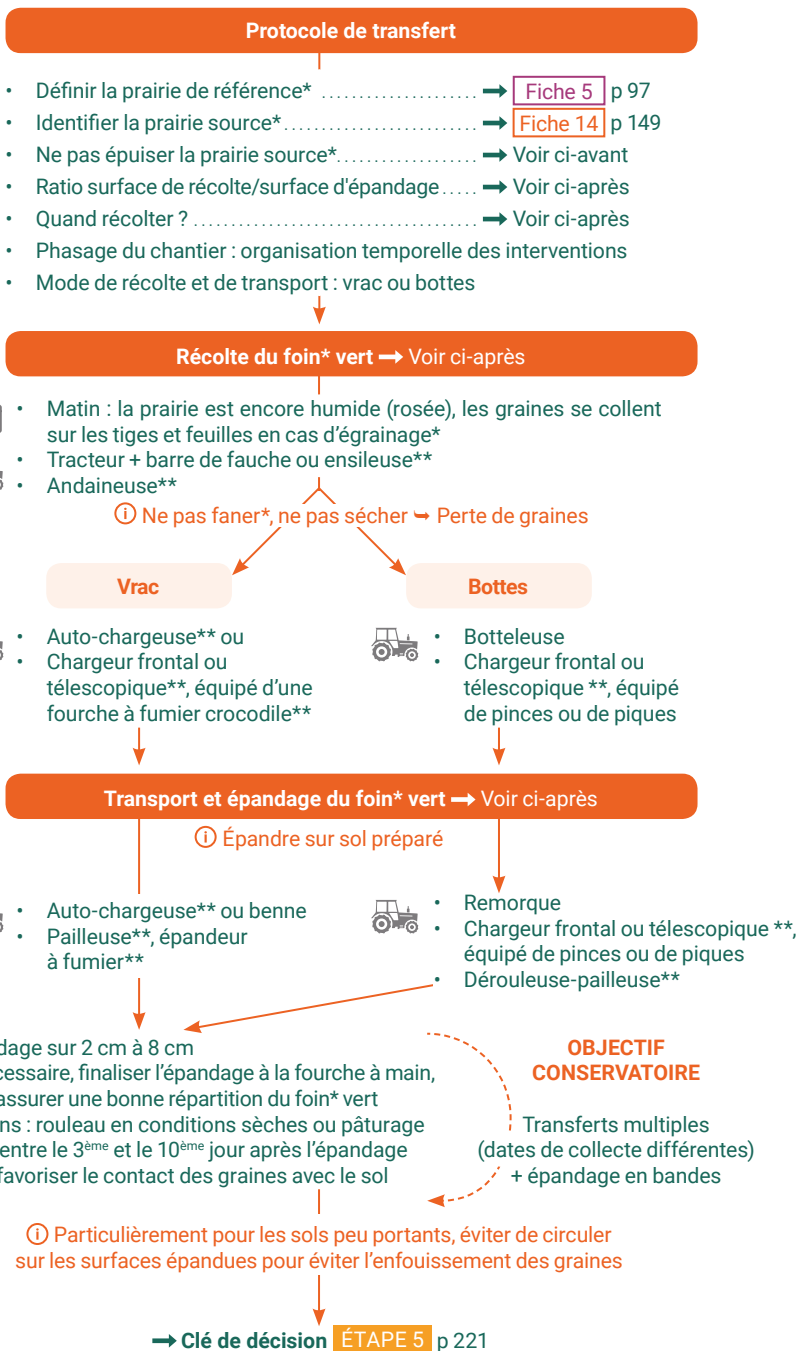 Protocole de transfert
• Définir la prairie de référence* .................... ➞ Fiche 5 p 97
• Identifier la prairie source*..................... ➞ Fiche 14 p 149
• Ne pas épuiser la prairie source*................. ➞ Voir ci-avant
• Ratio surface de récolte/surface d'épandage..... ➞ Voir ci-après
• Quand récolter ? .................................... ➞ Voir ci-après
• Phasage du chantier : organisation temporelle des interventions
• Mode de récolte et de transport : vrac ou bottes
Récolte du foin* vert ➞ Voir ci-après
• Matin : la prairie est encore humide (rosée), les graines se collent
sur les tiges et feuilles en cas d’égrainage*
• Tracteur + barre de fauche ou ensileuse**
• Andaineuse**
ⓘ Ne pas faner*, ne pas sécher ➥ Perte de graines
Vrac
• Auto-chargeuse** ou
• Chargeur frontal ou
télescopique**, équipé d’une
fourche à fumier crocodile**
Bottes
• Botteleuse
• Chargeur frontal ou
télescopique **, équipé
de pinces ou de piques
Transport et épandage du foin* vert ➞ Voir ci-après
ⓘ Épandre sur sol préparé
• Auto-chargeuse** ou benne
• Pailleuse**, épandeur
à fumier**
• Remorque
• Chargeur frontal ou télescopique **,
équipé de pinces ou de piques
• Dérouleuse-pailleuse**
dage sur 2 cm à 8 cm
cessaire, finaliser l’épandage à la fourche à main,
assurer une bonne répartition du foin* vert
ns : rouleau en conditions sèches ou pâturage
entre le 3ème et le 10ème jour après l’épandage
favoriser le contact des graines avec le sol
OBJECTIF
CONSERVATOIRE
Transferts multiples
(dates de collecte différentes)
+ épandage en bandes
ⓘ Particulièrement pour les sols peu portants, éviter de circuler
sur les surfaces épandues pour éviter l’enfouissement des graines
➞ Clé de décision ÉTAPE 5 p 221